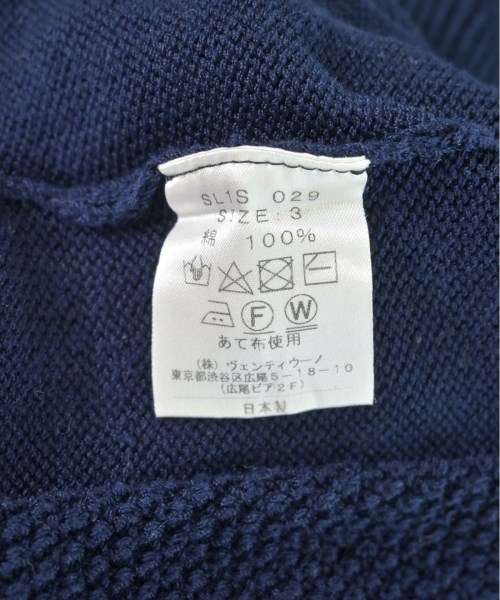 SL1S 029
SIZE:3
綿 100%
F W
あて布使用
(株) ヴェンティウーノ
東京都渋谷区広尾5-18-10
(広尾ピア2F)
日本製